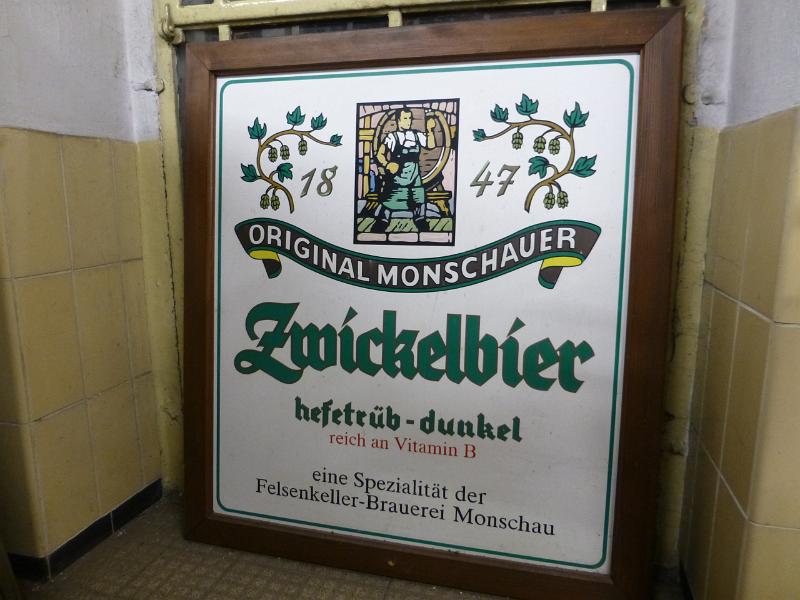 18 47
ORIGINAL MONSCHAUER
Zwickelbier
hefetrüb-dunkel
reich an Vitamin B
eine Spezialität der
Felsenkeller-Brauerei Monschau